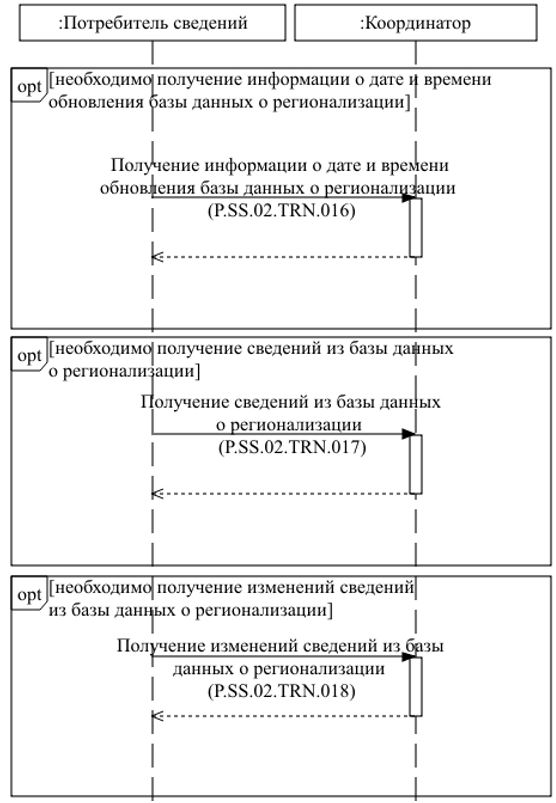 :Потребитель сведений
:Координатор
opt
[необходимо получение информации о дате и времени
обновления базы данных о регионализации]
Получение информации о дате и времени
обновления базы данных о регионализации
(P.SS.02.TRN.016)
opt
[необходимо получение сведений из базы данных
о регионализации]
Получение сведений из базы данных
о регионализации
(P.SS.02.TRN.017)
opt
[необходимо получение изменений сведений
из базы данных о регионализации]
Получение изменений сведений из базы
данных о регионализации
(P.SS.02.TRN.018)